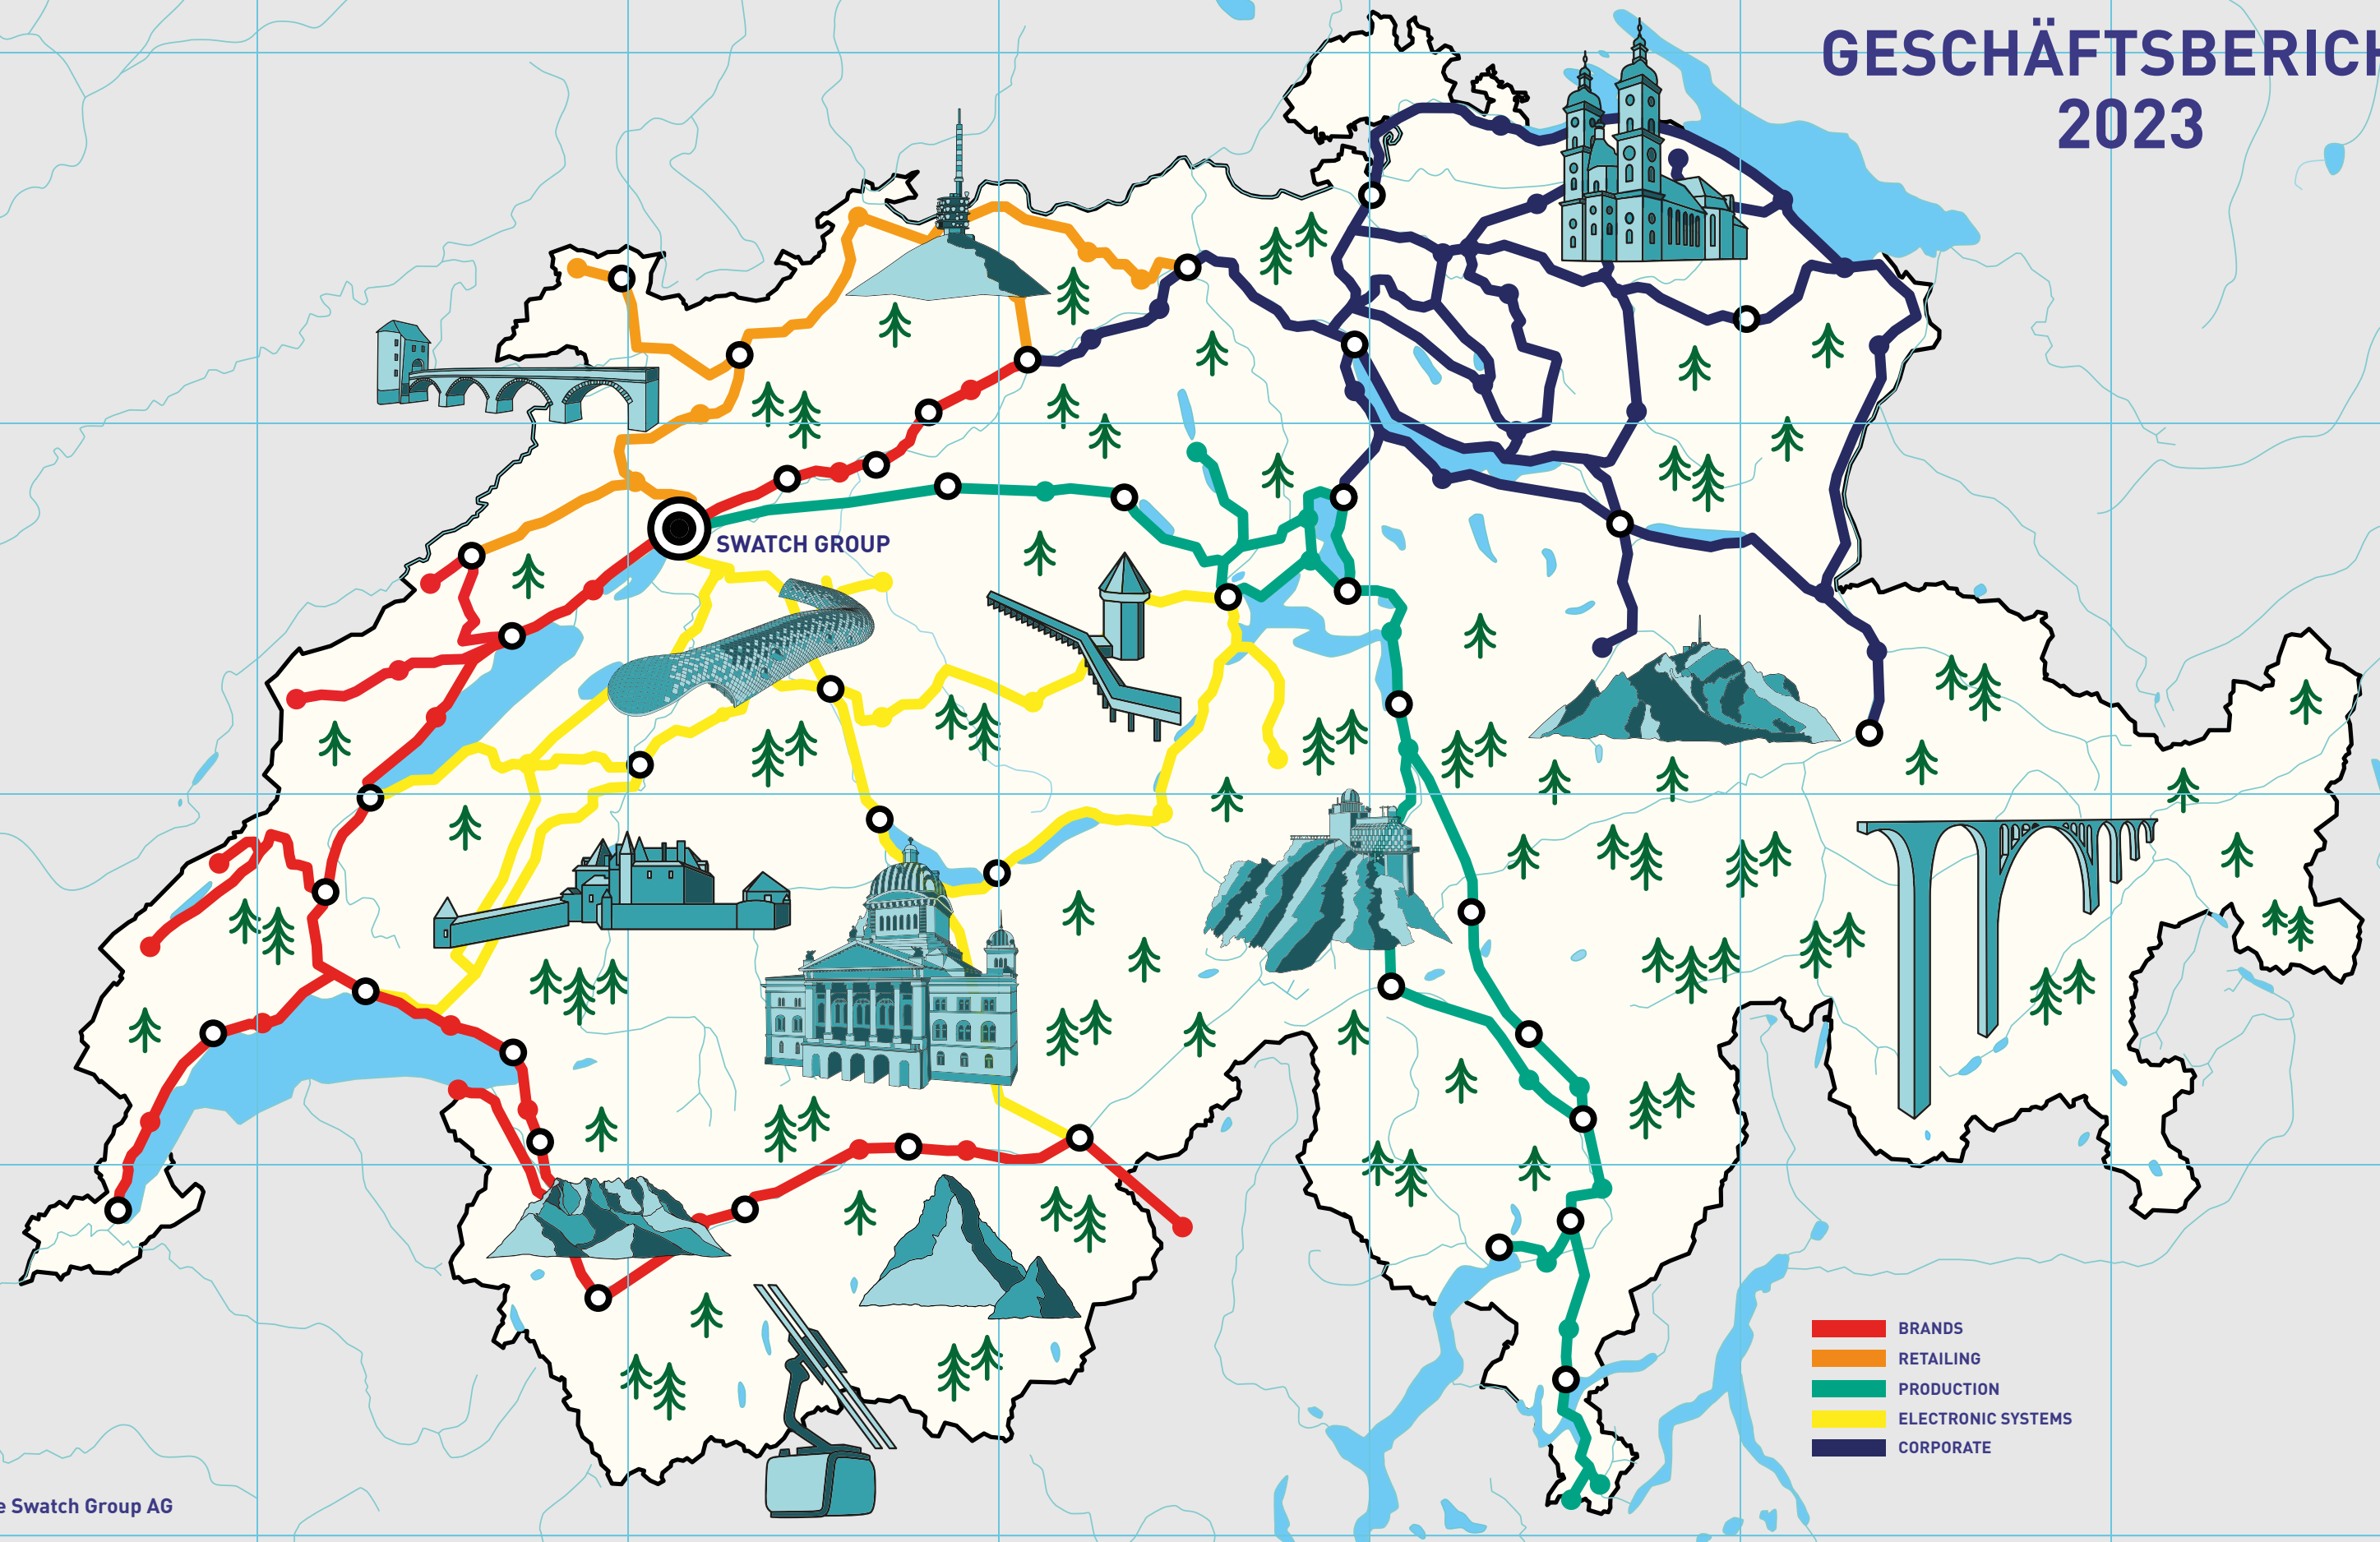 GESCHÄFTSBERICH
2023
SWATCH GROUP
BRANDS
RETAILING
PRODUCTION
ELECTRONIC SYSTEMS
CORPORATE
e Swatch Group AG